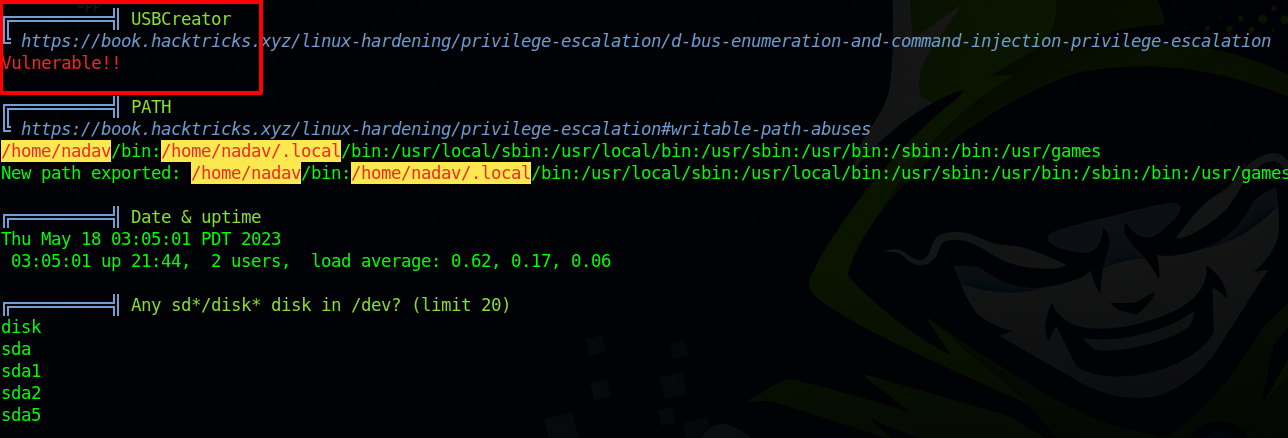 ╔══════════╣ USBCreator
╚ https://book.hacktricks.xyz/linux-hardening/privilege-escalation/d-bus-enumeration-and-command-injection-privilege-escalation
Vulnerable!!
╔══════════╣ PATH
╚ https://book.hacktricks.xyz/linux-hardening/privilege-escalation#writable-path-abuses
/home/nadav/bin:/home/nadav/.local/bin:/usr/local/sbin:/usr/local/bin:/usr/sbin:/usr/bin:/sbin:/bin:/usr/games
New path exported: /home/nadav/bin:/home/nadav/.local/bin:/usr/local/sbin:/usr/local/bin:/usr/sbin:/usr/bin:/sbin:/bin:/usr/games
╔══════════╣ Date & uptime
Thu May 18 03:05:01 PDT 2023
 03:05:01 up 21:44,  2 users,  load average: 0.62, 0.17, 0.06
╔══════════╣ Any sd*/disk* disk in /dev? (limit 20)
disk
sda
sda1
sda2
sda5